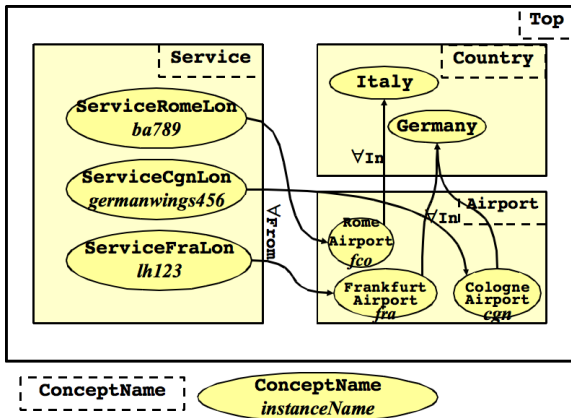 Top
Service
Country
ServiceRomeLon
ba789
Italy
Germany
∀In
ServiceCgnLon
germanwings456
Airport
∀From
∀In
Rome
Airport
fco
ServiceFraLon
lh123
Frankfurt
Airport
fra
Cologne
Airport
cgn
ConceptName
ConceptName
instanceName